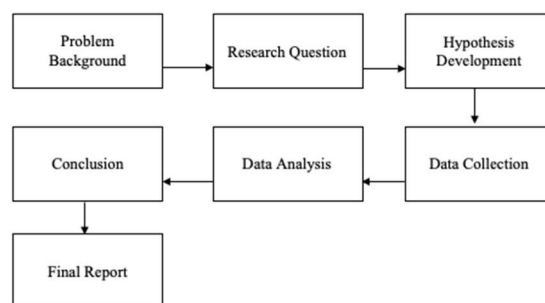 Problem
Background
Research Question
Hypothesis
Development
Data Collection
Data Analysis
Conclusion
Final Report